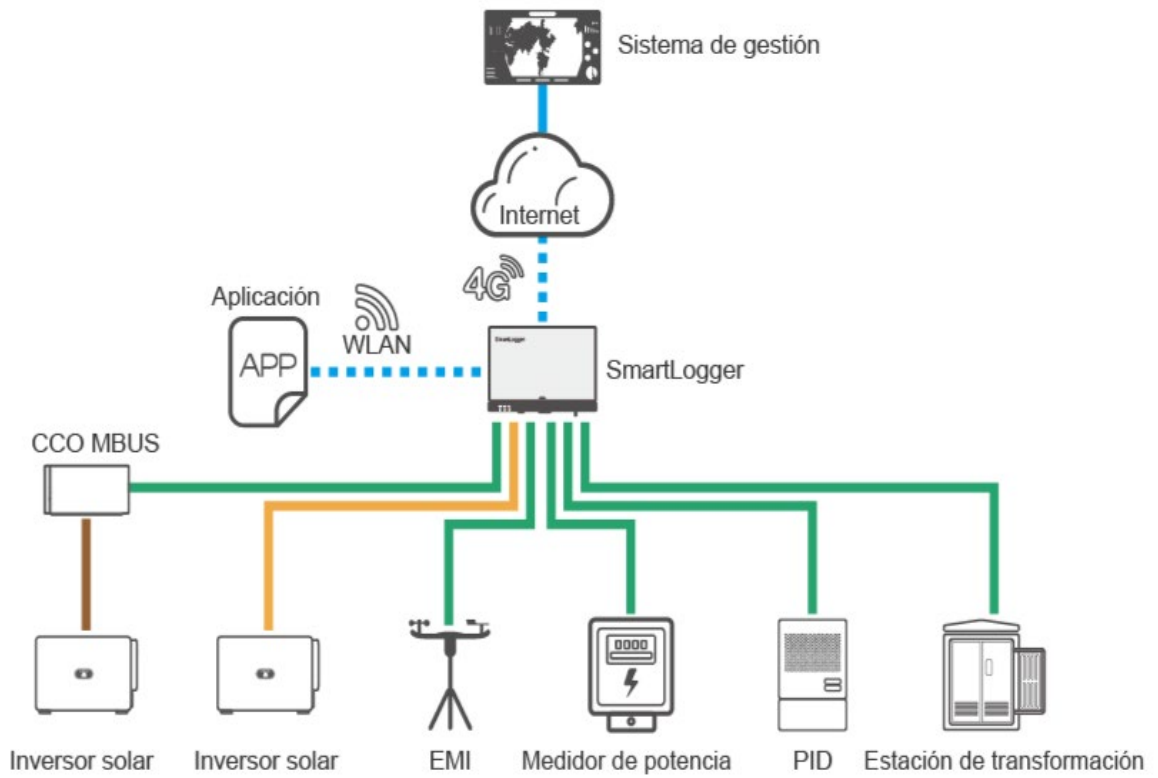 Sistema de gestión
Internet
4G
Aplicación
WLAN
APP
SmartLogger
SmartLogger
CCO MBUS
Inversor solar
Inversor solar
EMI
Medidor de potencia
PID
Estación de transformación